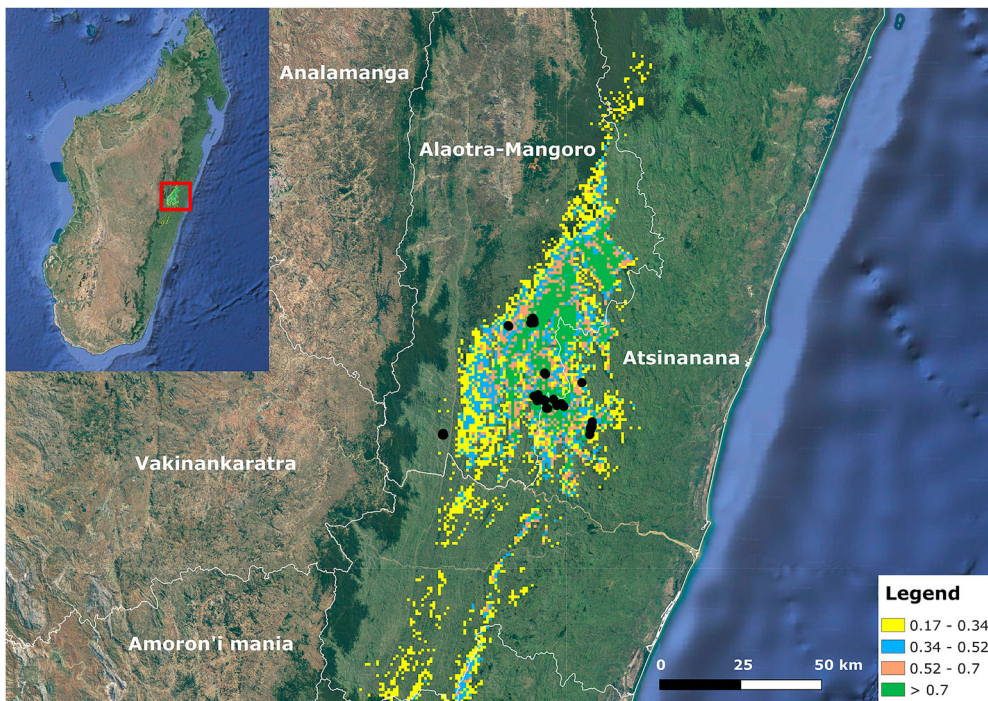 Analamanga
Alaotra-Mangoro
Atsinanana
Vakinankaratra
Amoron'i mania
Legend
0.17 - 0.34
0.34 - 0.52
0.52 - 0.7
> 0.7
0 25 50 km